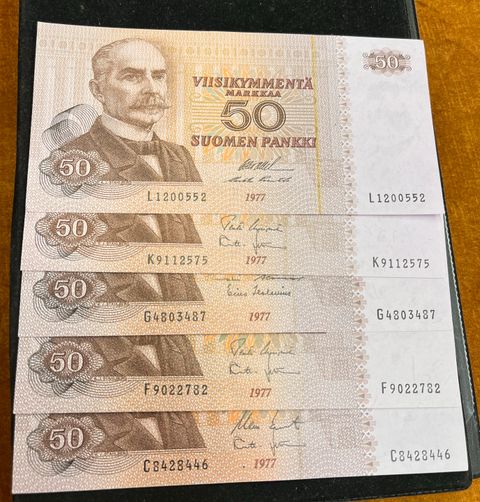 50
VIISIKYMMENTÄ
MARKKAA
50
SUOMEN PANKKI
50
L1200552 1977 L1200552
50
K9112575 1977 K9112575
50
G4803487 1977 G4803487
50
F9022782 1977 F9022782
50
C8428446 1977 C8428446